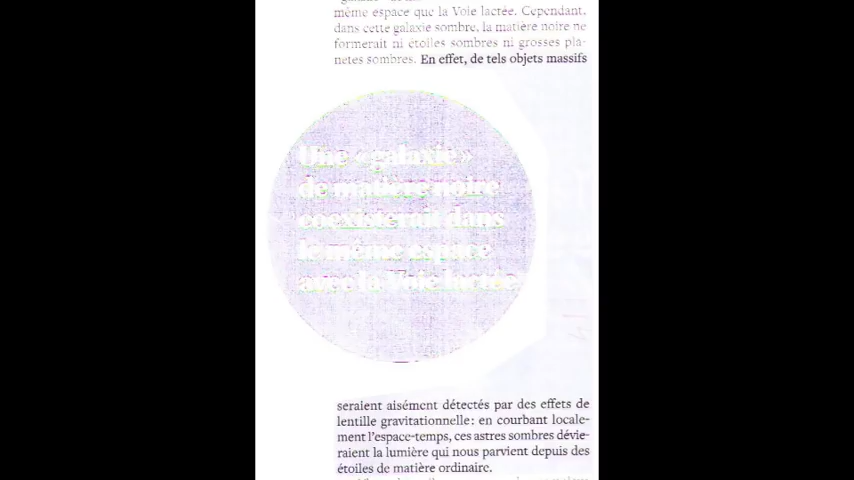 même espace que la Voie lactée. Cependant,
dans cette galaxie sombre, la matière noire ne
formerait ni étoiles sombres ni grosses pla-
nètes sombres. En effet, de tels objets massifs
Une «galaxie»
de matière noire
coexisterait dans
le même espace
avec la Voie lactée
seraient aisément détectés par des effets de
lentille gravitationnelle: en courbant locale-
ment l'espace-temps, ces astres sombres dévie-
raient la lumière qui nous parvient depuis des
étoiles de matière ordinaire.